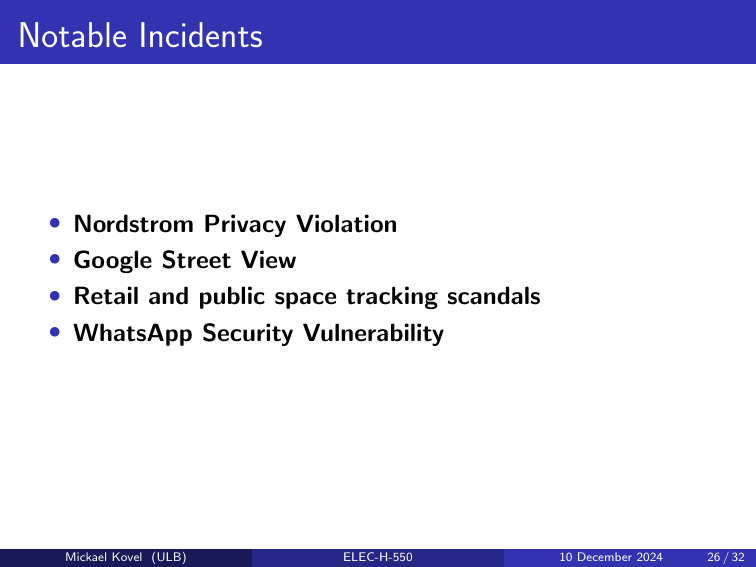 Notable Incidents
• Nordstrom Privacy Violation
• Google Street View
• Retail and public space tracking scandals
• WhatsApp Security Vulnerability
Mickael Kovel (ULB) ELEC-H-550 10 December 2024 26 / 32